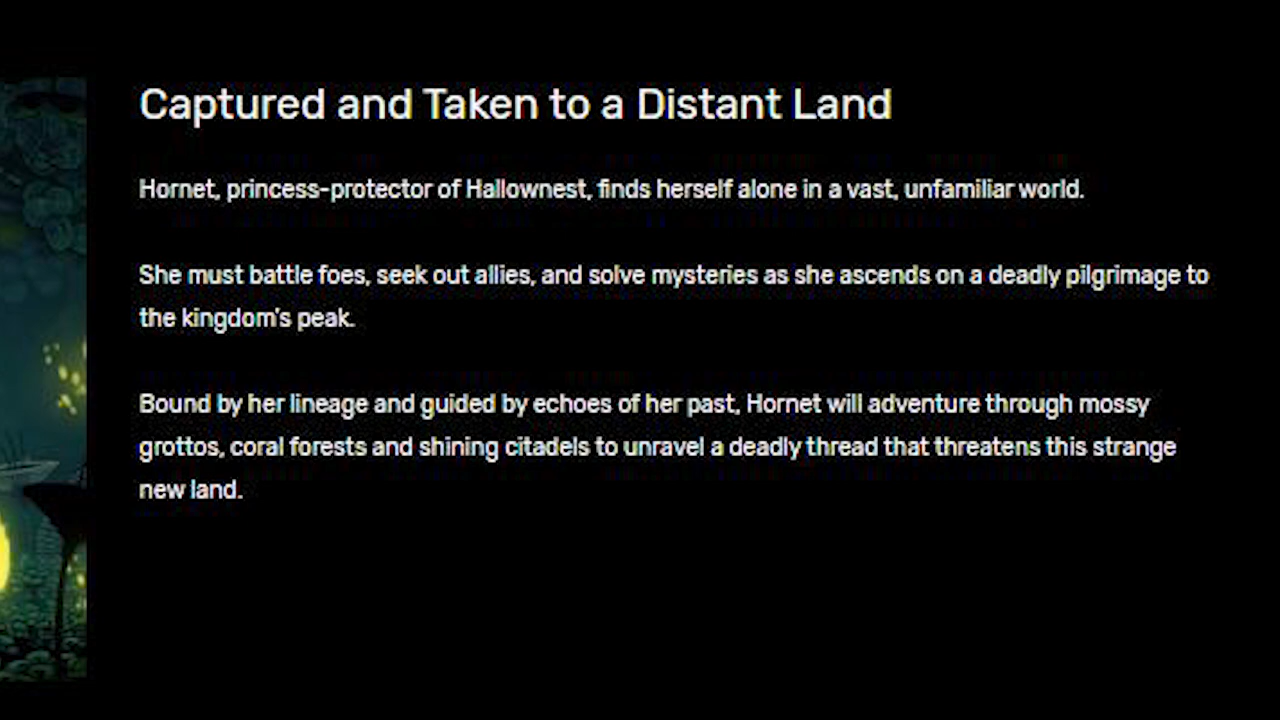 Captured and Taken to a Distant Land
Hornet, princess-protector of Hallownest, finds herself alone in a vast, unfamiliar world.
She must battle foes, seek out allies, and solve mysteries as she ascends on a deadly pilgrimage to
the kingdom's peak.
Bound by her lineage and guided by echoes of her past, Hornet will adventure through mossy
grottos, coral forests and shining citadels to unravel a deadly thread that threatens this strange
new land.